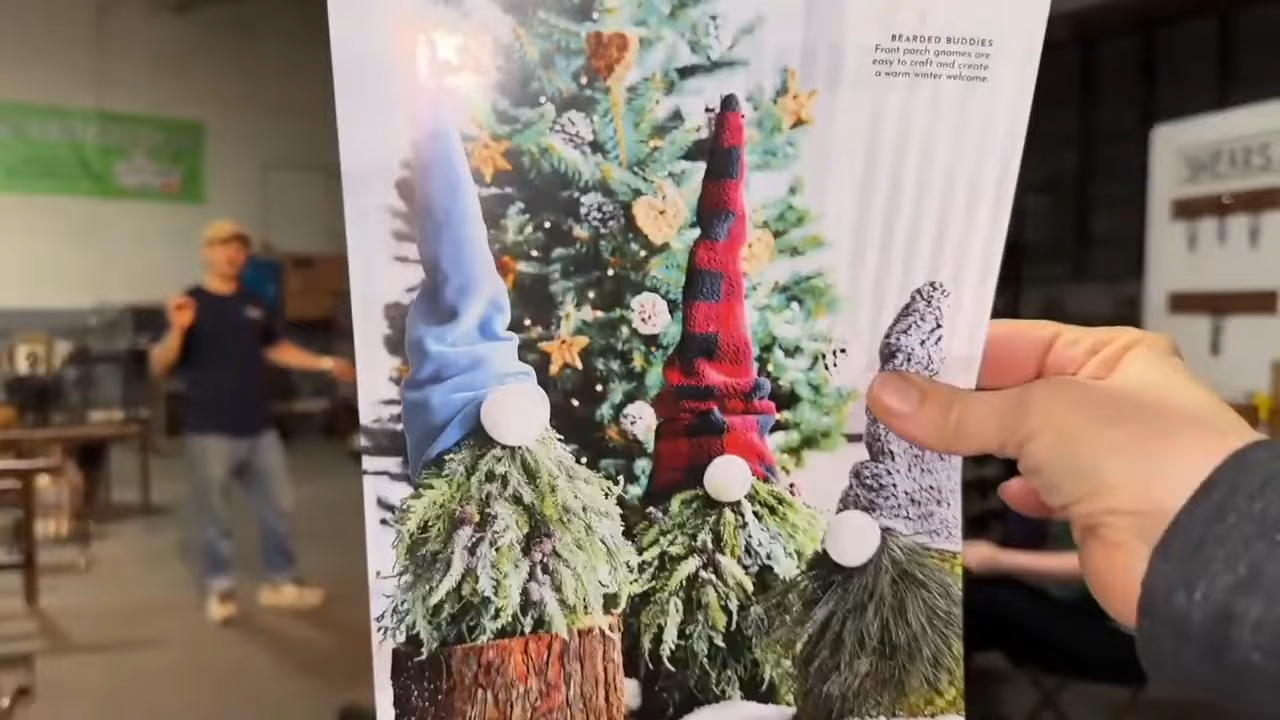 BEARDED BUDDIES
Front porch gnomes are
easy to craft and create
a warm winter welcome.
SHEARS